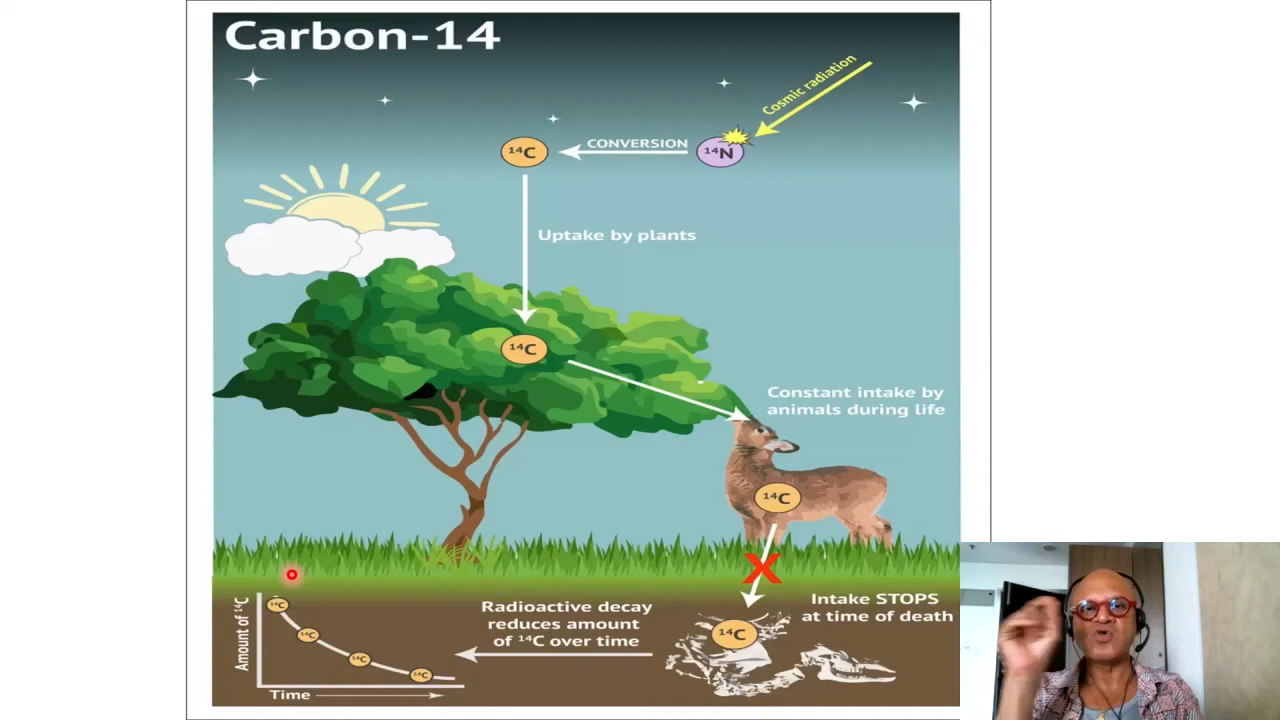 Carbon-14
Cosmic radiation
¹⁴N
CONVERSION
¹⁴C
Uptake by plants
¹⁴C
Constant intake by
animals during life
¹⁴C
X
Intake STOPS
at time of death
¹⁴C
Radioactive decay
reduces amount
of ¹⁴C over time
Amount of ¹⁴C
¹⁴C
¹⁴C
¹⁴C
¹⁴C
Time